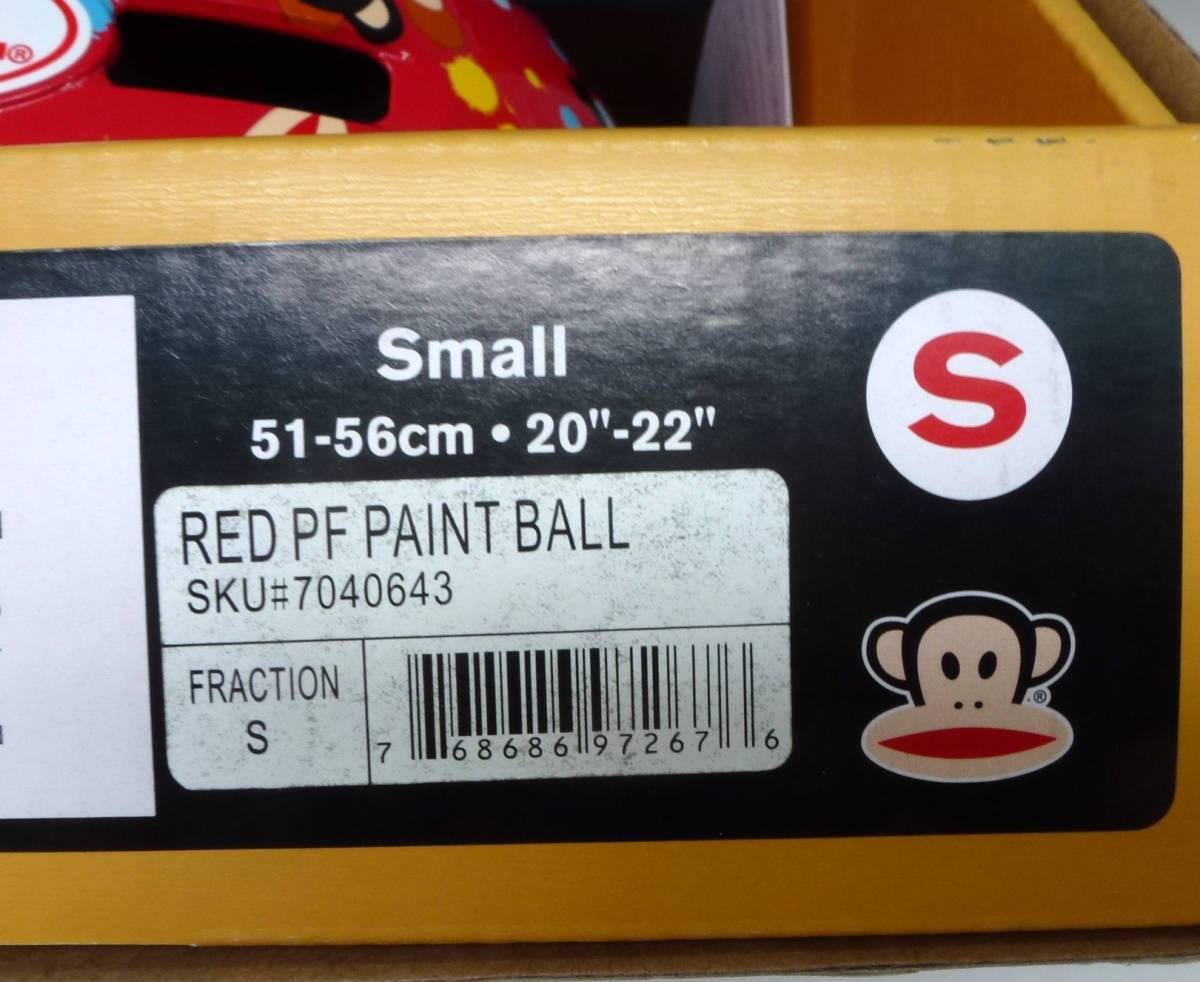 ®
Small
51-56cm • 20"-22"
S
RED PF PAINT BALL
SKU#7040643
FRACTION
S
7 68686 97267 6
®